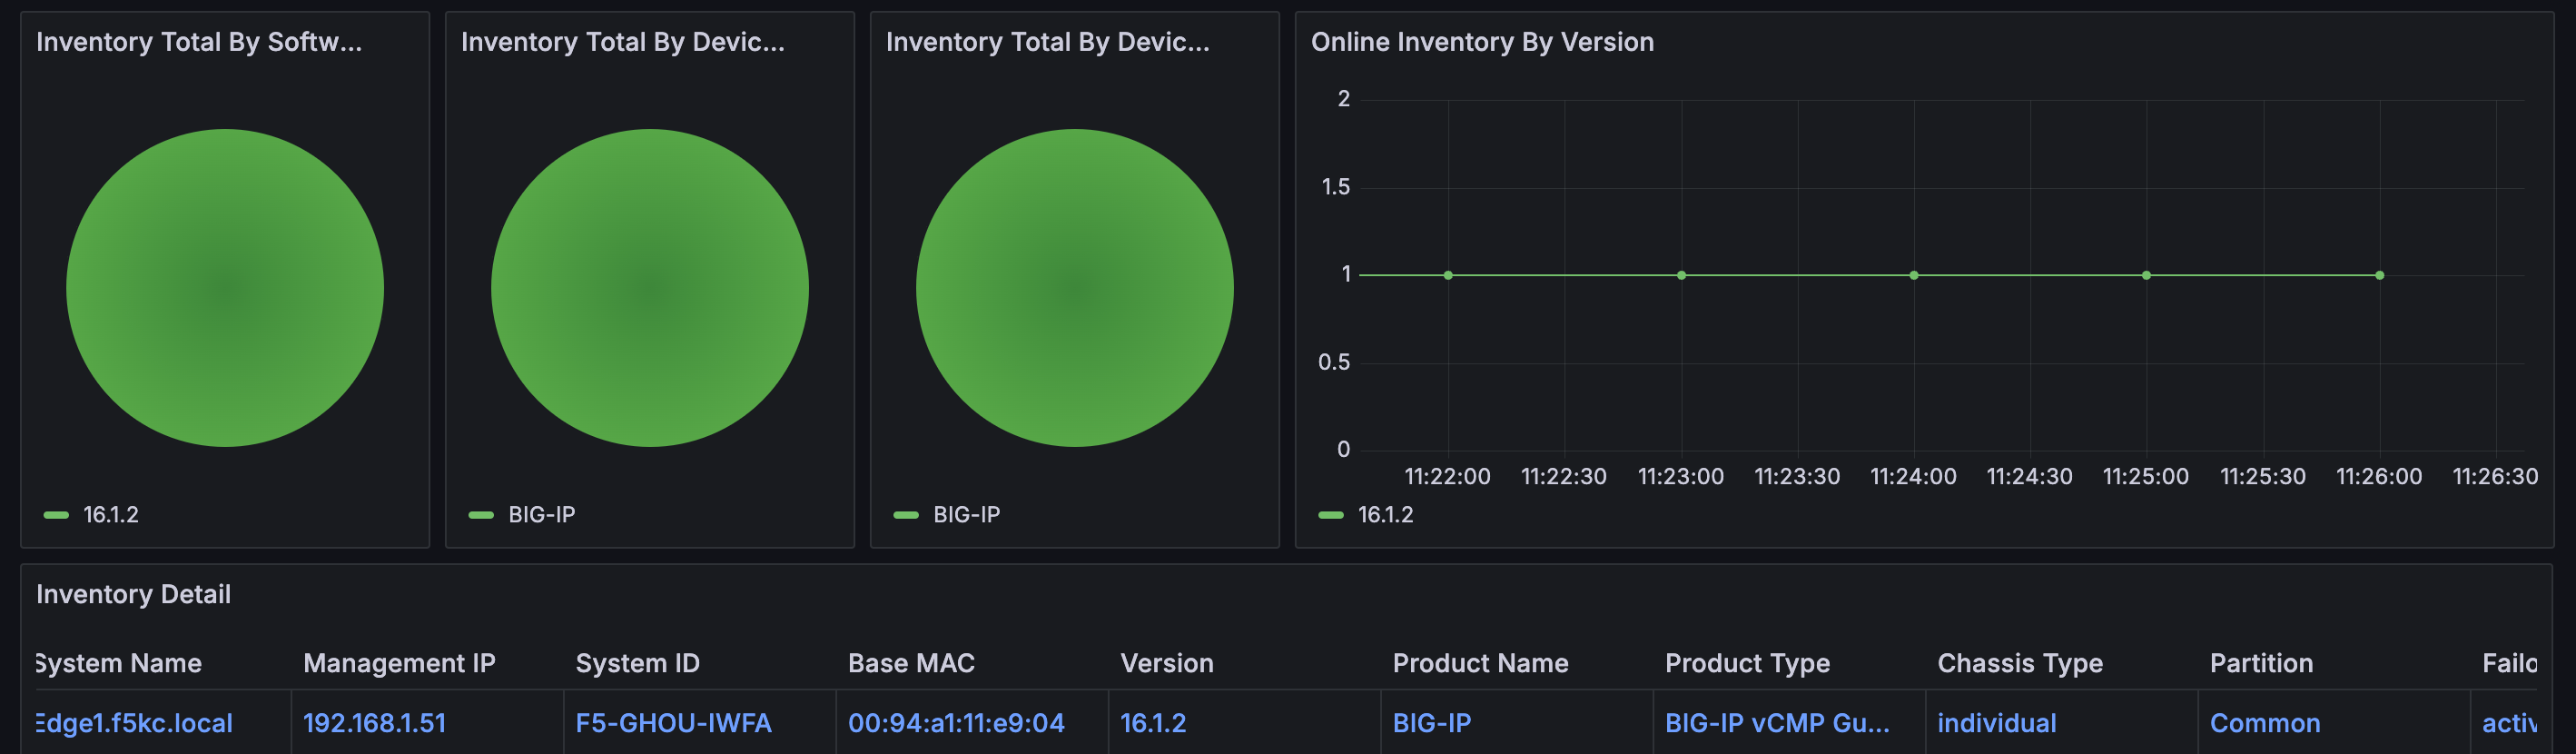 Inventory Total By Softw...
Inventory Total By Devic...
Inventory Total By Devic...
Online Inventory By Version
2
1.5
1
0.5
0
11:22:00 11:22:30 11:23:00 11:23:30 11:24:00 11:24:30 11:25:00 11:25:30 11:26:00 11:26:30
16.1.2
BIG-IP
BIG-IP
16.1.2
Inventory Detail
System Name Management IP System ID Base MAC Version Product Name Product Type Chassis Type Partition Failo
Edge1.f5kc.local 192.168.1.51 F5-GHOU-IWFA 00:94:a1:11:e9:04 16.1.2 BIG-IP BIG-IP vCMP Gu... individual Common activ